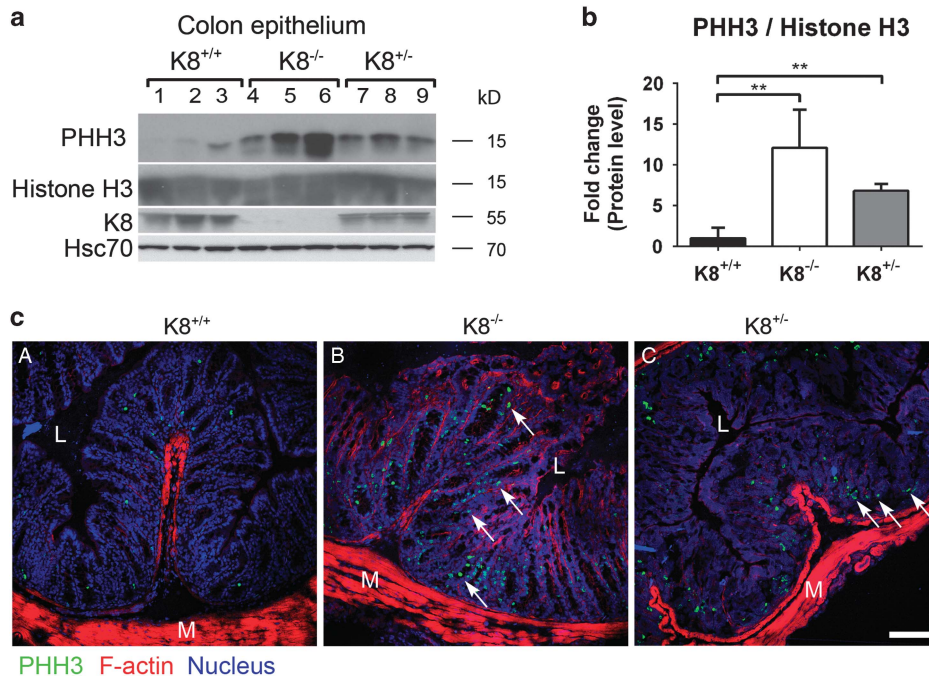 a
Colon epithelium
K8+/+ K8-/- K8+/-
1 2 3 4 5 6 7 8 9 kD
PHH3 15
Histone H3 15
K8 55
Hsc70 70
b
PHH3 / Histone H3
Fold change
(Protein level)
20
15
10
5
0
** **
K8+/+ K8-/- K8+/-
c
K8+/+ K8-/- K8+/-
A L M
B L M
C L M
PHH3 F-actin Nucleus